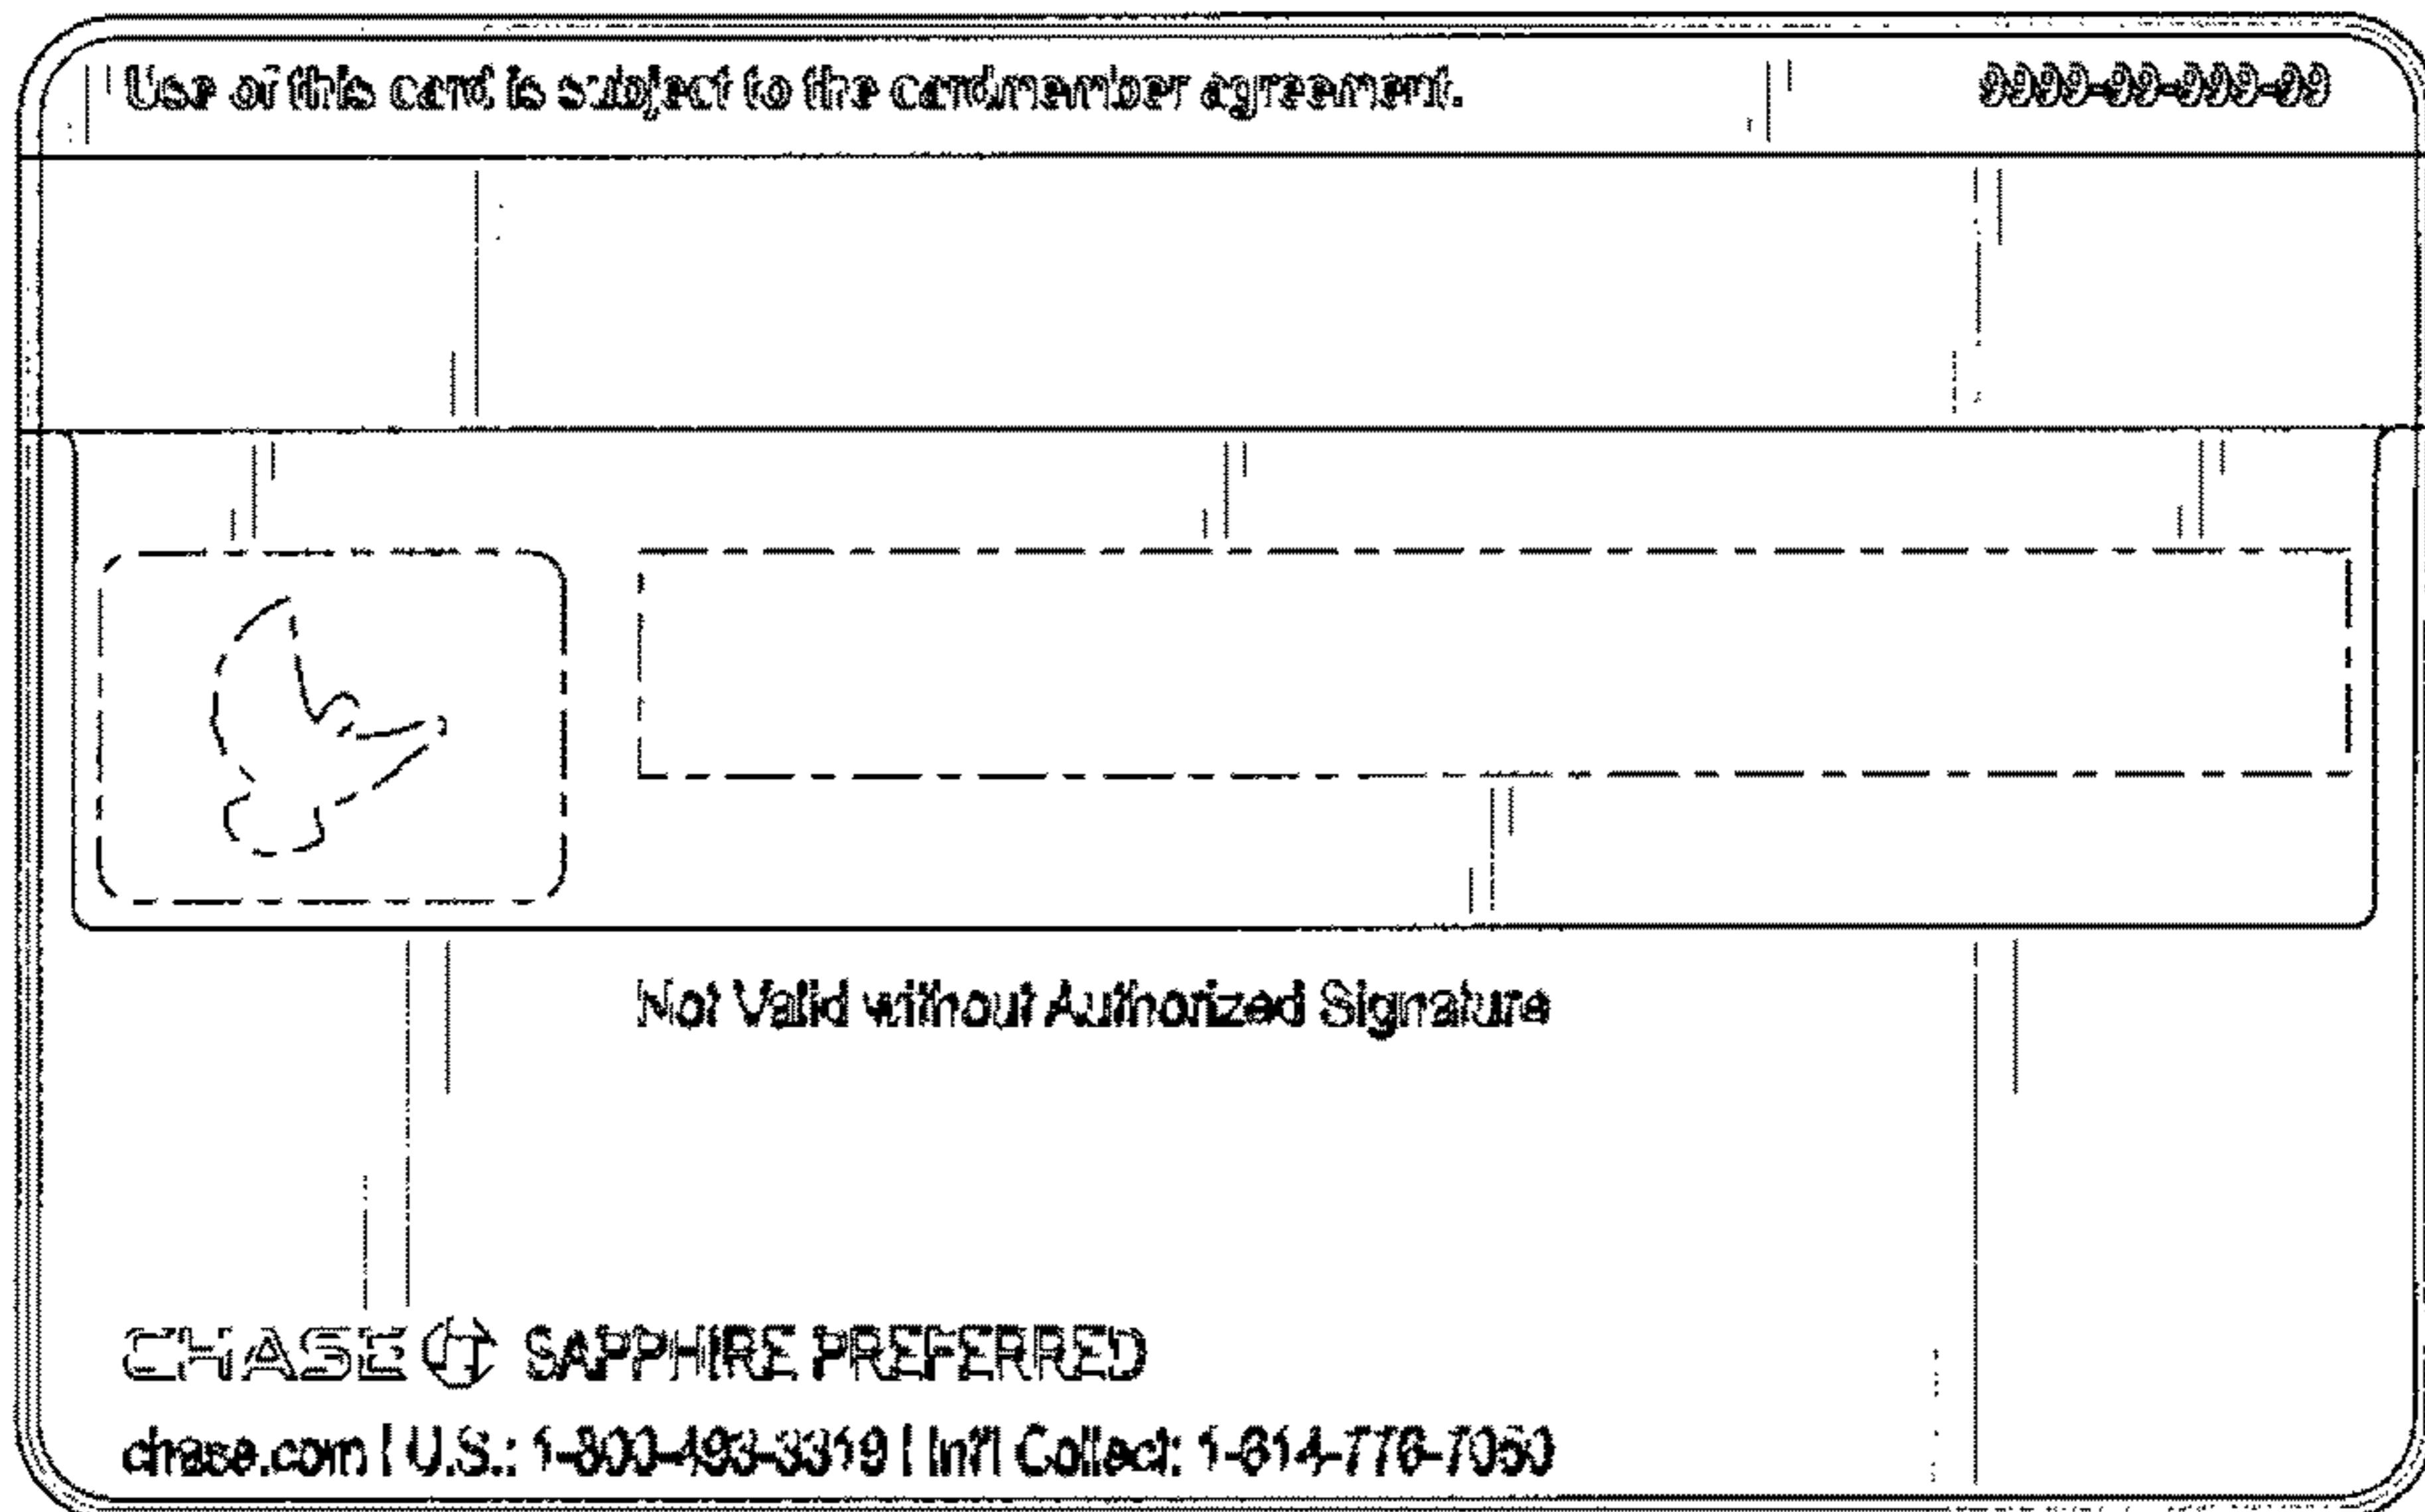 Use of this card is subject to the cardmember agreement. 9999-99-999-99
Not Valid without Authorized Signature
CHASE SAPPHIRE PREFERRED
chase.com | U.S.: 1-800-493-3319 | Int'l Collect: 1-614-776-7050